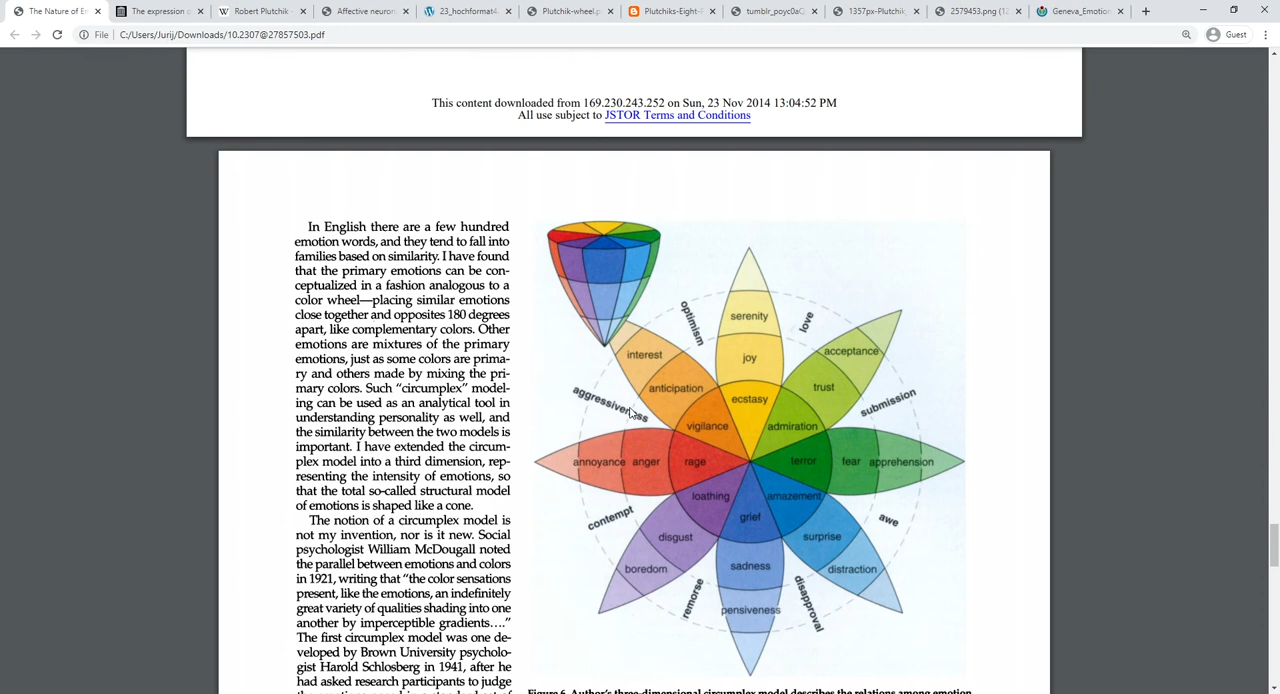 The Nature of Em
The expression o
Robert Plutchik -
Affective neuron
23_hochformat4
Plutchik-wheel.p
Plutchiks-Eight-P
tumblr_poyc0aC
1357px-Plutchik
2579453.png (12
Geneva_Emotion
File | C:/Users/Jurij/Downloads/10.2307@27857503.pdf
Guest
This content downloaded from 169.230.243.252 on Sun, 23 Nov 2014 13:04:52 PM
All use subject to JSTOR Terms and Conditions
In English there are a few hundred
emotion words, and they tend to fall into
families based on similarity. I have found
that the primary emotions can be con-
ceptualized in a fashion analogous to a
color wheel—placing similar emotions
close together and opposites 180 degrees
apart, like complementary colors. Other
emotions are mixtures of the primary
emotions, just as some colors are prima-
ry and others made by mixing the pri-
mary colors. Such “circumplex” model-
ing can be used as an analytical tool in
understanding personality as well, and
the similarity between the two models is
important. I have extended the circum-
plex model into a third dimension, rep-
resenting the intensity of emotions, so
that the total so-called structural model
of emotions is shaped like a cone.
The notion of a circumplex model is
not my invention, nor is it new. Social
psychologist William McDougall noted
the parallel between emotions and colors
in 1921, writing that “the color sensations
present, like the emotions, an indefinitely
great variety of qualities shading into one
another by imperceptible gradients....”
The first circumplex model was one de-
veloped by Brown University psycholo-
gist Harold Schlosberg in 1941, after he
had asked research participants to judge
optimism
love
serenity
interest
joy
acceptance
anticipation
trust
ecstasy
aggressiveness
submission
vigilance
admiration
annoyance
anger
rage
terror
fear
apprehension
loathing
amazement
contempt
grief
awe
disgust
surprise
boredom
sadness
distraction
remorse
disapproval
pensiveness
Figure 6. Author's three-dimensional circumplex model describes the relations among emotion